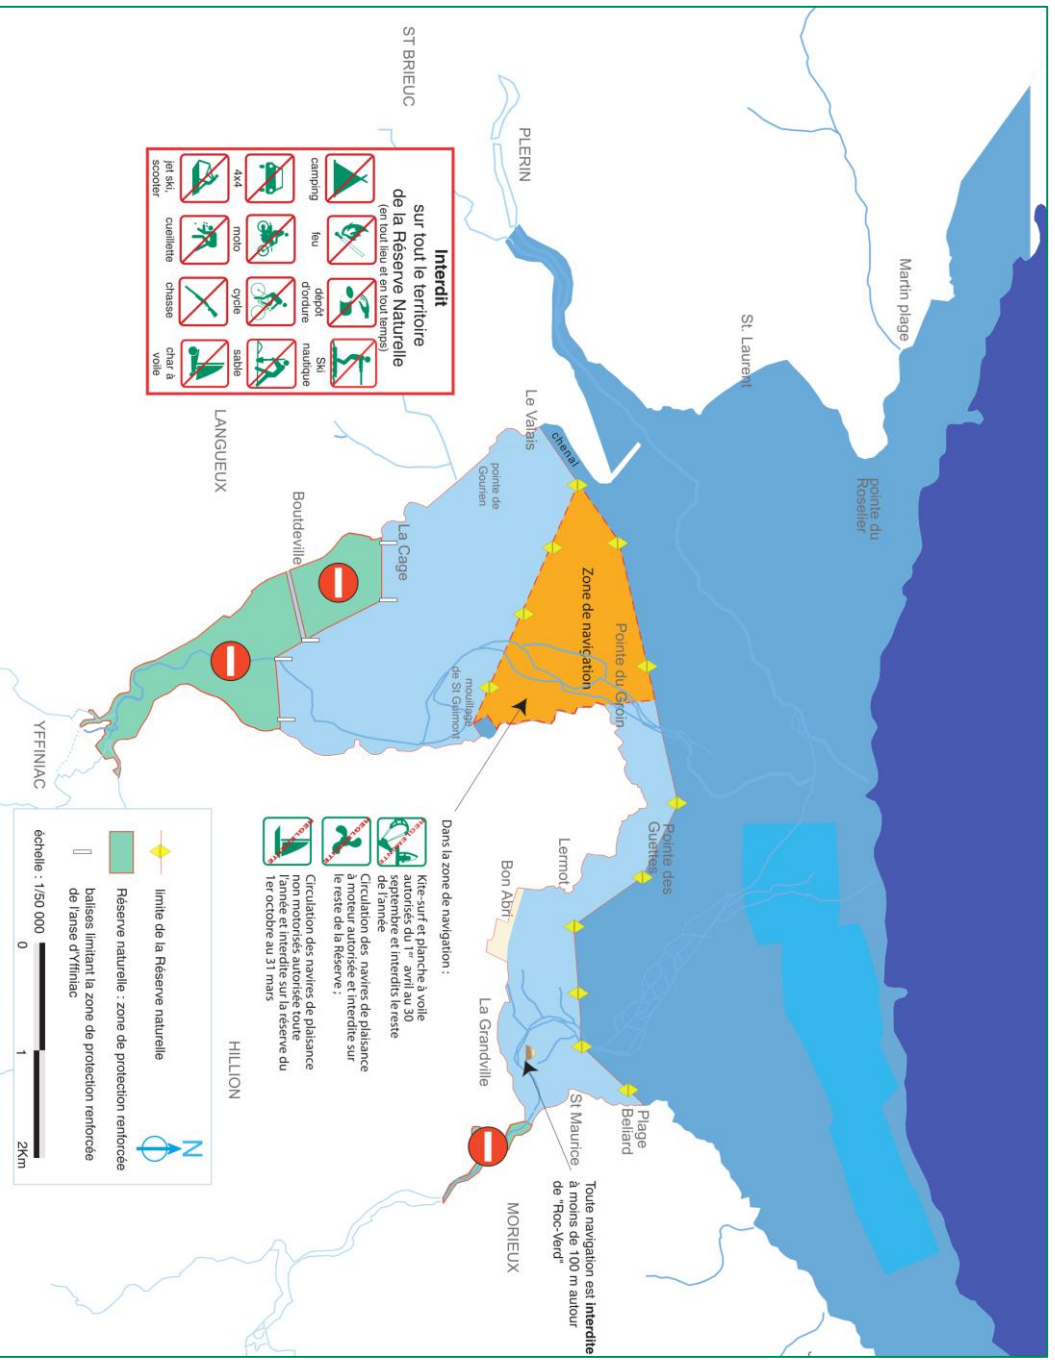 ST BRIEUC
PLERIN
Martin plage
St. Laurent
pointe du
Roselier
Interdit
sur tout le territoire
de la Réserve Naturelle
(en tout lieu et en tout temps)
camping
feu
dépôt
d'ordure
Ski
nautique
4x4
moto
cycle
sable
jet ski,
scooter
cueillette
chasse
char à
voile
Le Valais
chenal
pointe de
Gourien
LANGUEUX
Boutdeville
La Cage
Zone de navigation
Pointe du Groin
mouillage
de St Guimont
YFFINIAC
Pointe des
Guettes
Lermot
Bon Abri
La Grandville
St Maurice
Plage
Beliard
HILLION
MORIEUX
Toute navigation est interdite
à moins de 100 m autour
de "Roc-Verd"
Dans la zone de navigation :
REGLEMENTE
Kite-surf et planche à voile
autorisés du 1er avril au 30
septembre et interdits le reste
de l'année
REGLEMENTE
Circulation des navires de plaisance
à moteur autorisée et interdite sur
le reste de la Réserve ;
REGLEMENTE
Circulation des navires de plaisance
non motorisés autorisée toute
l'année et interdite sur la réserve du
1er octobre au 31 mars
N
limite de la Réserve naturelle
Réserve naturelle : zone de protection renforcée
balises limitant la zone de protection renforcée
de l'anse d'Yffiniac
échelle : 1/50 000
0
1
2Km